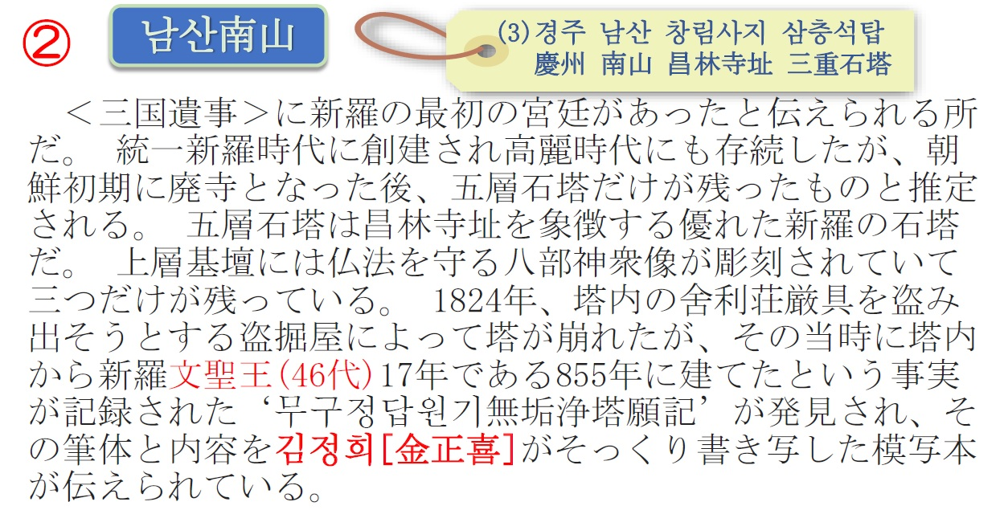 ②
남산南山
(3)경주 남산 창림사지 삼층석탑
慶州 南山 昌林寺址 三重石塔
＜三国遺事＞に新羅の最初の宮廷があったと伝えられる所
だ。 統一新羅時代に創建され高麗時代にも存続したが、朝
鮮初期に廃寺となった後、五層石塔だけが残ったものと推定
される。 五層石塔は昌林寺址を象徴する優れた新羅の石塔
だ。 上層基壇には仏法を守る八部神衆像が彫刻されていて
三つだけが残っている。 1824年、塔内の舍利荘厳具を盗み
出そうとする盗掘屋によって塔が崩れたが、その当時に塔内
から新羅文聖王(46代)17年である855年に建てたという事実
が記録された‘무구정답원기無垢浄塔願記’が発見され、そ
の筆体と内容を김정희[金正喜]がそっくり書き写した模写本
が伝えられている。